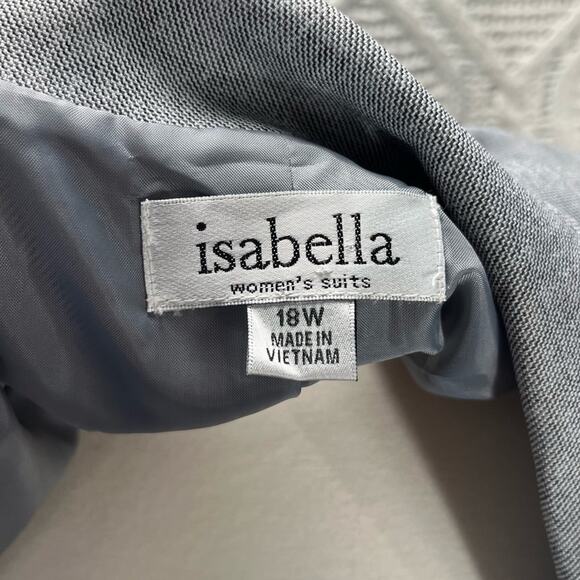 isabella
women's suits
18W
MADE IN
VIETNAM